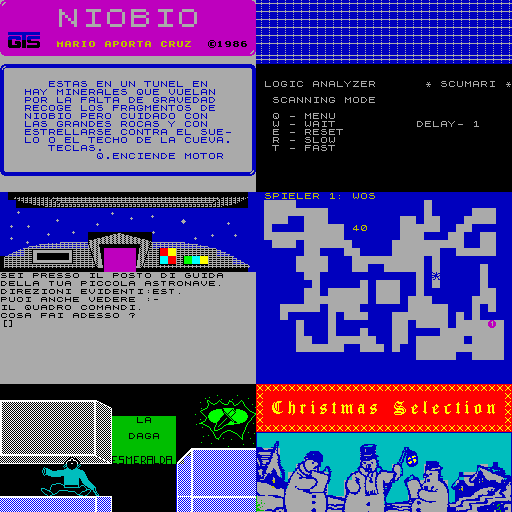 NIOBIO
GTS
MARIO APORTA CRUZ ©1986
ESTAS EN UN TUNEL EN
HAY MINERALES QUE VUELAN
POR LA FALTA DE GRAVEDAD
RECOGE LOS FRAGMENTOS DE
NIOBIO PERO CUIDADO CON
LAS GRANDES ROCAS Y CON
ESTRELLARSE CONTRA EL SUE-
LO O EL TECHO DE LA CUEVA.
TECLAS.
Q.ENCIENDE MOTOR
LOGIC ANALYZER * SCUMARI *
SCANNING MODE
Q - MENU
W - WAIT DELAY- 1
E - RESET
R - SLOW
T - FAST
SEI PRESSO IL POSTO DI GUIDA
DELLA TUA PICCOLA ASTRONAVE.
DIREZIONI EVIDENTI:EST.
PUOI ANCHE VEDERE :-
IL QUADRO COMANDI.
COSA FAI ADESSO ?
[]
SPIELER 1: WOS
40
LA
DAGA
ESMERALDA
Christmas Selection